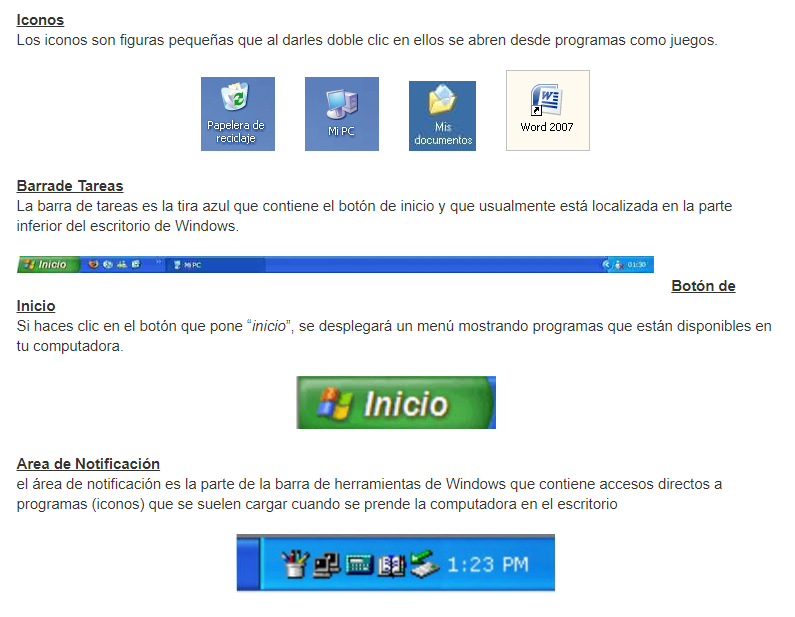 Iconos
Los iconos son figuras pequeñas que al darles doble clic en ellos se abren desde programas como juegos.
Papelera de
reciclaje
Mi PC
Mis
documentos
Word 2007
Barrade Tareas
La barra de tareas es la tira azul que contiene el botón de inicio y que usualmente está localizada en la parte
inferior del escritorio de Windows.
Inicio
Mi PC
01:30
Botón de
Inicio
Si haces clic en el botón que pone “inicio”, se desplegará un menú mostrando programas que están disponibles en
tu computadora.
Inicio
Area de Notificación
el área de notificación es la parte de la barra de herramientas de Windows que contiene accesos directos a
programas (iconos) que se suelen cargar cuando se prende la computadora en el escritorio
1:23 PM